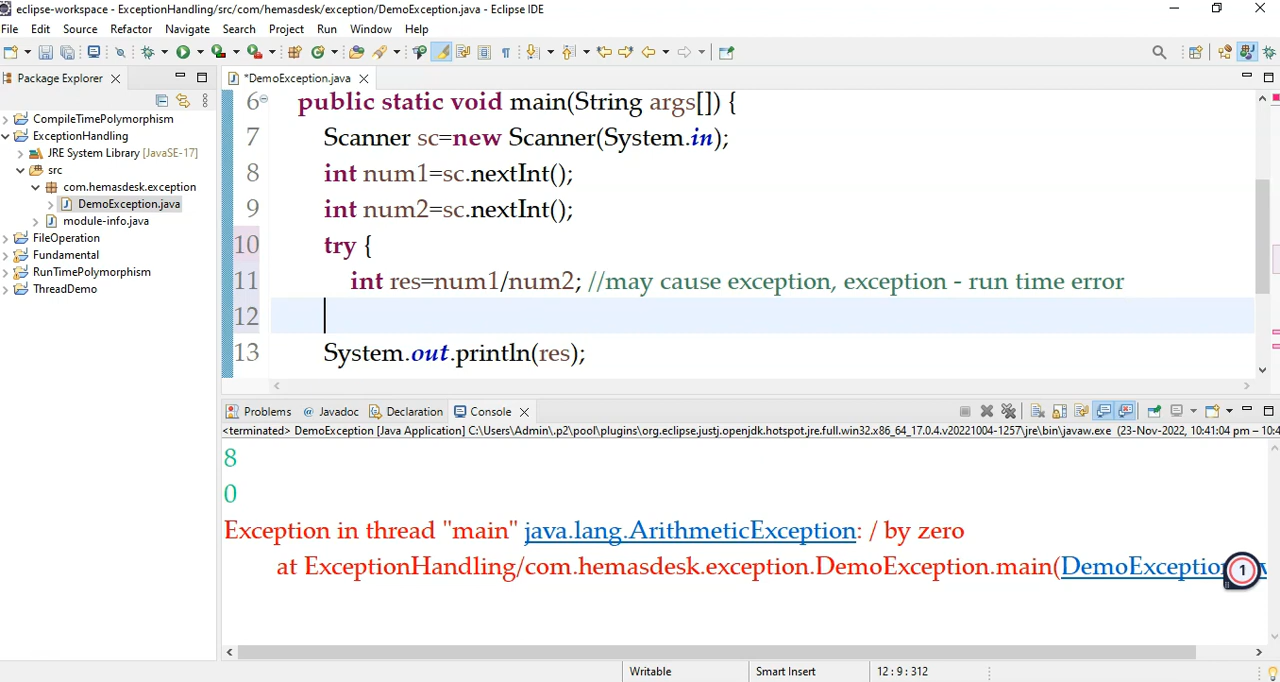 eclipse-workspace - ExceptionHandling/src/com/hemasdesk/exception/DemoException.java - Eclipse IDE
File Edit Source Refactor Navigate Search Project Run Window Help
Package Explorer
*DemoException.java
CompileTimePolymorphism
ExceptionHandling
JRE System Library [JavaSE-17]
src
com.hemasdesk.exception
DemoException.java
module-info.java
FileOperation
Fundamental
RunTimePolymorphism
ThreadDemo
6 public static void main(String args[]) {
7 Scanner sc=new Scanner(System.in);
8 int num1=sc.nextInt();
9 int num2=sc.nextInt();
10 try {
11 int res=num1/num2; //may cause exception, exception - run time error
12
13 System.out.println(res);
Problems @ Javadoc Declaration Console
<terminated> DemoException [Java Application] C:\Users\Admin\.p2\pool\plugins\org.eclipse.justj.openjdk.hotspot.jre.full.win32.x86_64_17.0.4.v20221004-1257\jre\bin\javaw.exe (23-Nov-2022, 10:41:04 pm – 10:4
8
0
Exception in thread "main" java.lang.ArithmeticException: / by zero
at ExceptionHandling/com.hemasdesk.exception.DemoException.main(DemoException
1
Writable Smart Insert 12 : 9 : 312